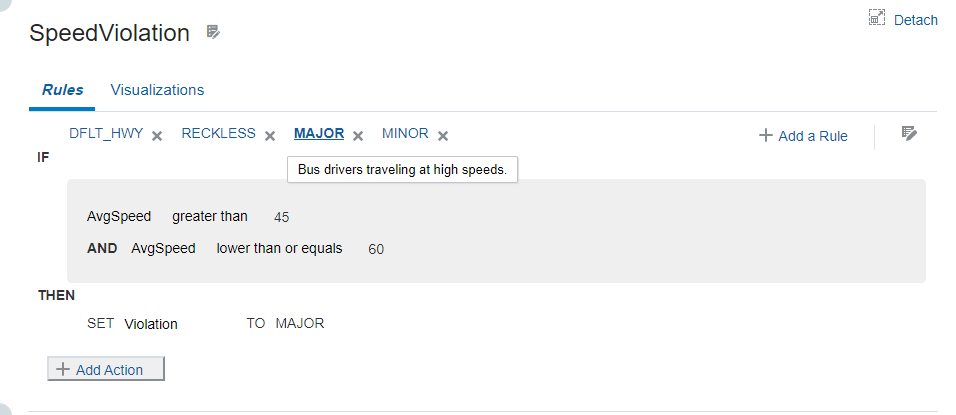 Detach
SpeedViolation
Rules Visualizations
DFLT_HWY RECKLESS MAJOR MINOR Add a Rule
IF
Bus drivers traveling at high speeds.
AvgSpeed greater than 45
AND AvgSpeed lower than or equals 60
THEN
SET Violation TO MAJOR
Add Action